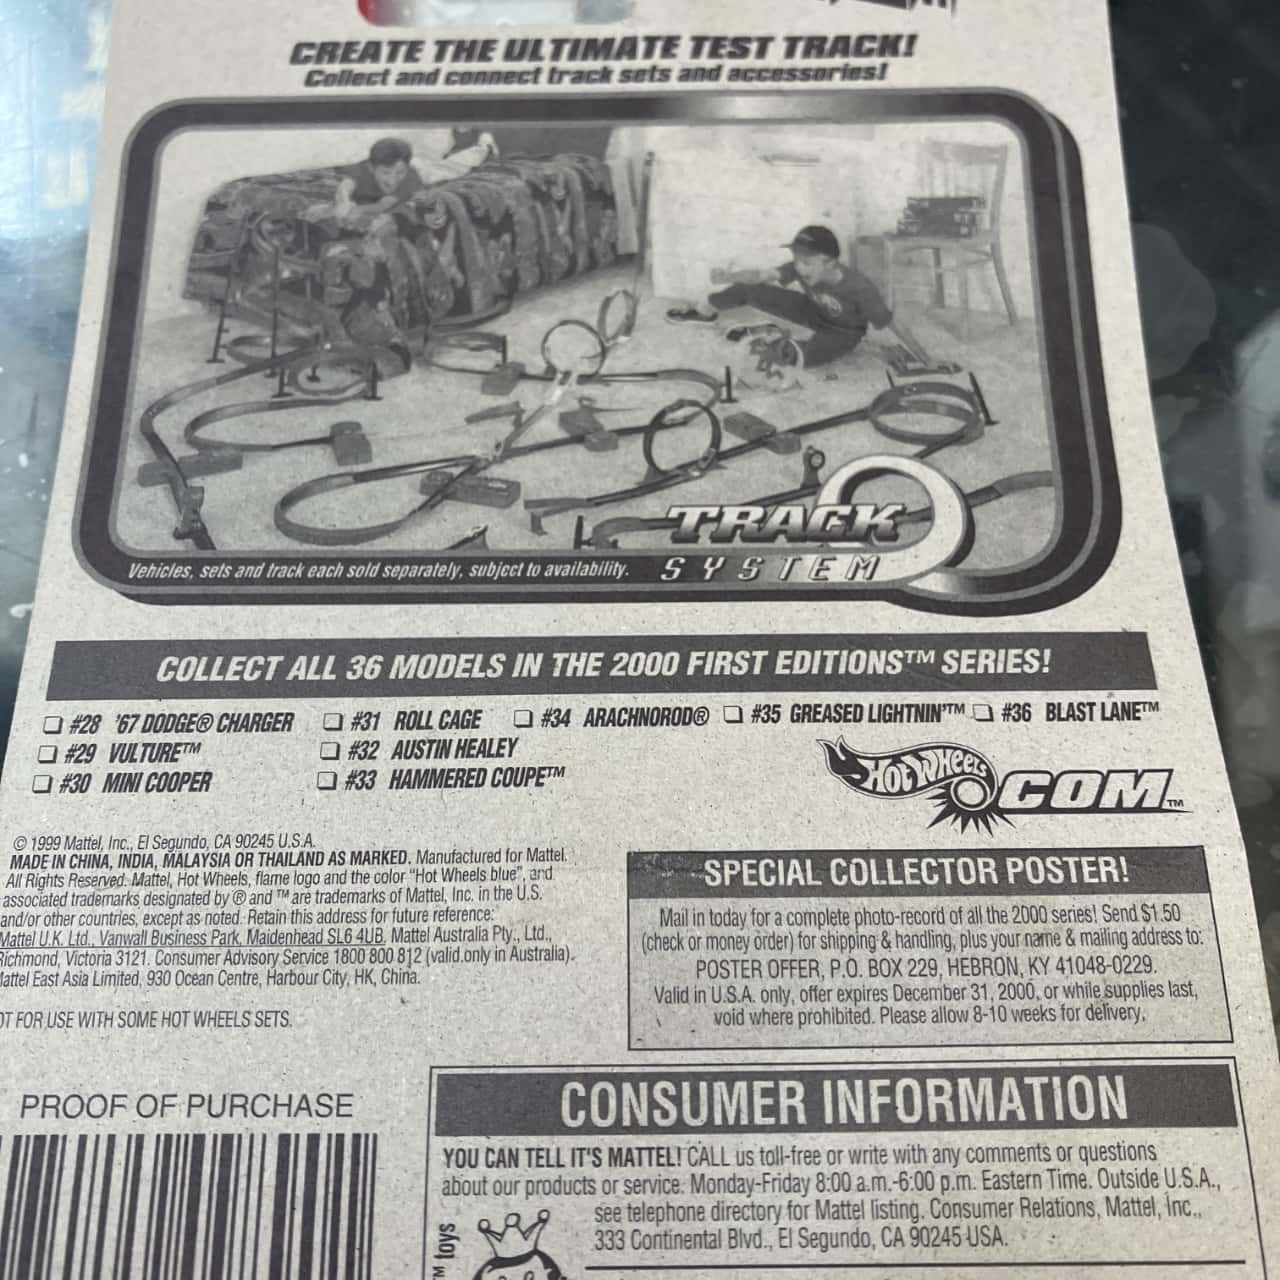 CREATE THE ULTIMATE TEST TRACK!
Collect and connect track sets and accessories!
TRACK
SYSTEM
Vehicles, sets and track each sold separately, subject to availability.
COLLECT ALL 36 MODELS IN THE 2000 FIRST EDITIONS™ SERIES!
#28 '67 DODGE® CHARGER
#29 VULTURE™
#30 MINI COOPER
#31 ROLL CAGE
#32 AUSTIN HEALEY
#33 HAMMERED COUPE™
#34 ARACHNOROD®
#35 GREASED LIGHTNIN'™
#36 BLAST LANE™
Hot Wheels.COM™
© 1999 Mattel, Inc., El Segundo, CA 90245 U.S.A.
MADE IN CHINA, INDIA, MALAYSIA OR THAILAND AS MARKED. Manufactured for Mattel.
All Rights Reserved. Mattel, Hot Wheels, flame logo and the color "Hot Wheels blue", and
associated trademarks designated by ® and ™ are trademarks of Mattel, Inc. in the U.S.
and/or other countries, except as noted. Retain this address for future reference:
Mattel U.K. Ltd., Vanwall Business Park, Maidenhead SL6 4UB. Mattel Australia Pty., Ltd.,
Richmond, Victoria 3121. Consumer Advisory Service 1800 800 812 (valid only in Australia).
Mattel East Asia Limited, 930 Ocean Centre, Harbour City, HK, China.
OT FOR USE WITH SOME HOT WHEELS SETS.
SPECIAL COLLECTOR POSTER!
Mail in today for a complete photo-record of all the 2000 series! Send $1.50
(check or money order) for shipping & handling, plus your name & mailing address to:
POSTER OFFER, P.O. BOX 229, HEBRON, KY 41048-0229.
Valid in U.S.A. only, offer expires December 31, 2000, or while supplies last,
void where prohibited. Please allow 8-10 weeks for delivery.
PROOF OF PURCHASE
CONSUMER INFORMATION
YOU CAN TELL IT'S MATTEL! CALL us toll-free or write with any comments or questions
about our products or service. Monday-Friday 8:00 a.m.-6:00 p.m. Eastern Time. Outside U.S.A.,
see telephone directory for Mattel listing. Consumer Relations, Mattel, Inc.,
333 Continental Blvd., El Segundo, CA 90245 USA.
™ toys